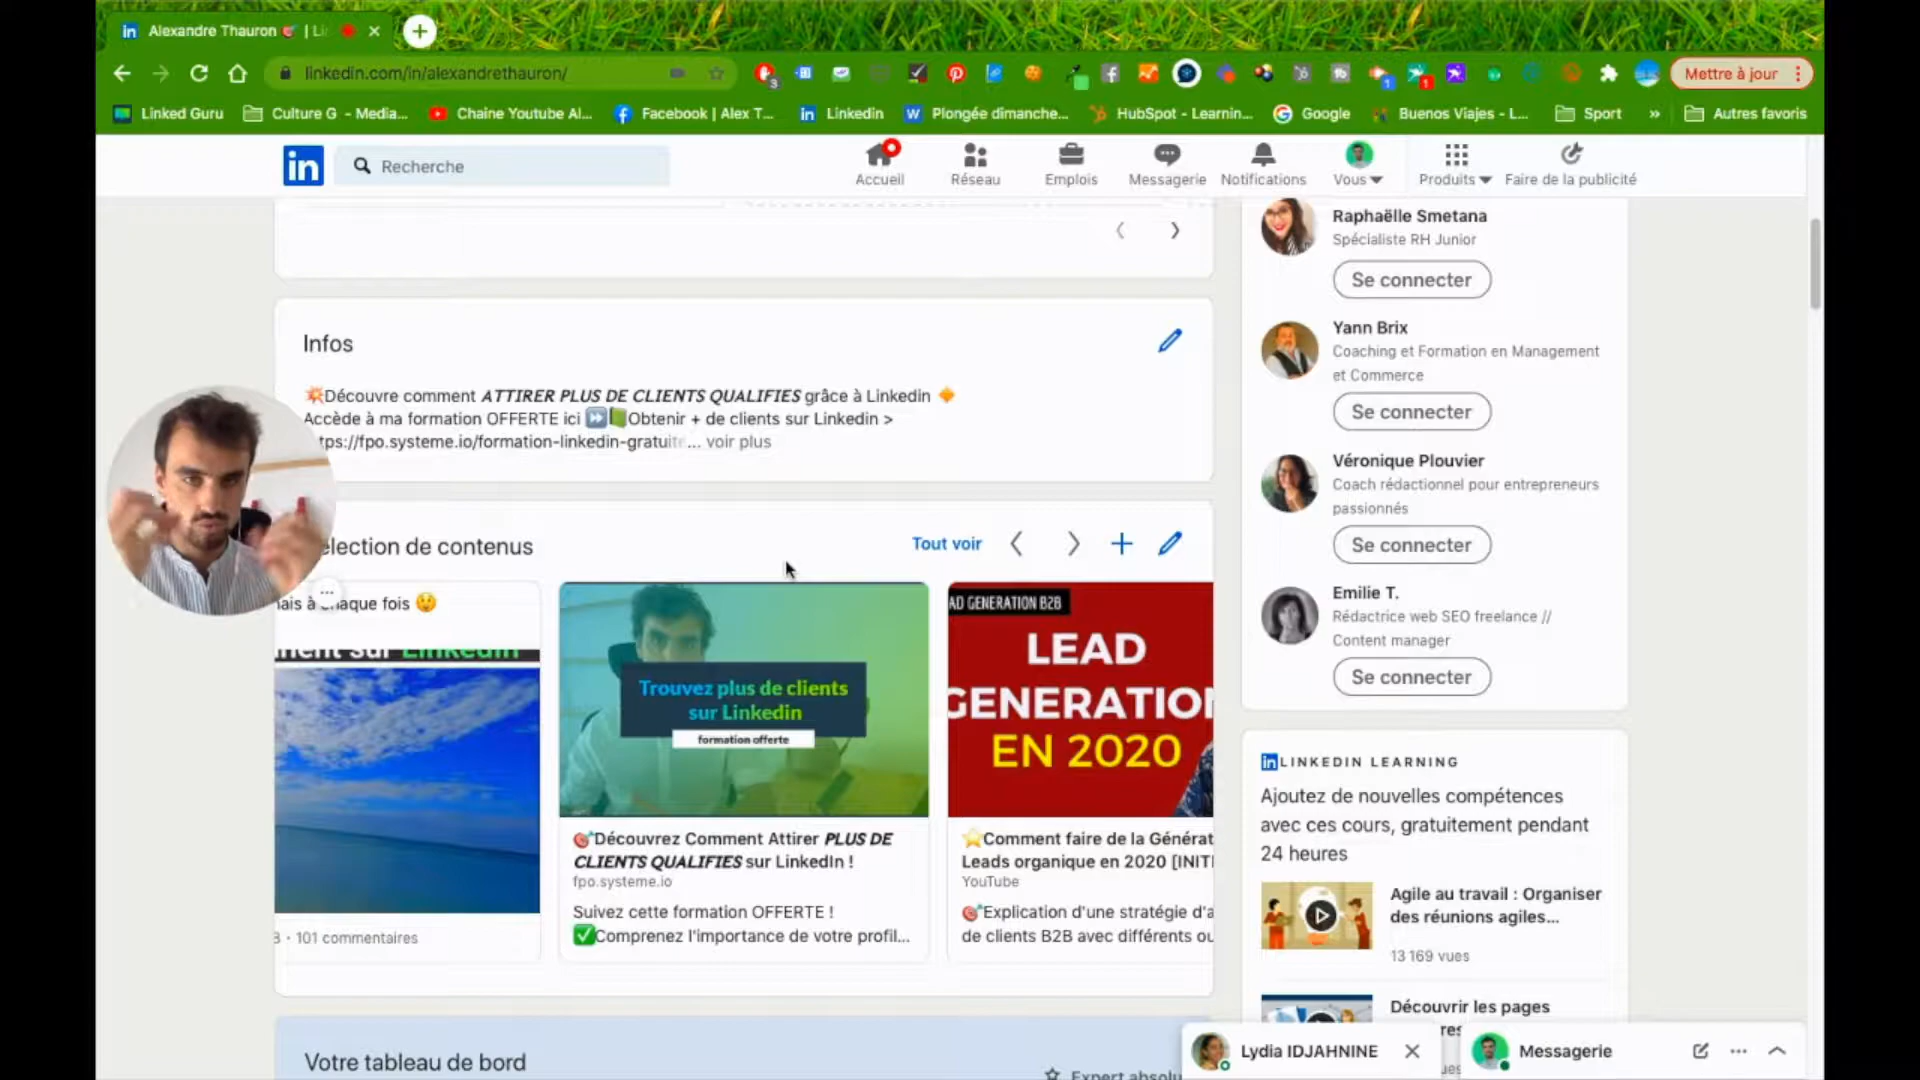 Alexandre Thauron
linkedin.com/in/alexandrethauron/
Mettre à jour
Linked Guru
Culture G - Media...
Chaine Youtube Al...
Facebook | Alex T...
Linkedin
Plongée dimanche...
HubSpot - Learnin...
Google
Buenos Viajes - L...
Sport
»
Autres favoris
Recherche
Accueil
Réseau
Emplois
Messagerie
Notifications
Vous
Produits
Faire de la publicité
Infos
💥Découvre comment ATTIRER PLUS DE CLIENTS QUALIFIES grâce à Linkedin 🔸
Accède à ma formation OFFERTE ici ⏩📗Obtenir + de clients sur Linkedin >
tps://fpo.systeme.io/formation-linkedin-gratuite... voir plus
élection de contenus
Tout voir
chaque fois 😲
LinkedIn
101 commentaires
Trouvez plus de clients
sur Linkedin
formation offerte
🎯Découvrez Comment Attirer PLUS DE
CLIENTS QUALIFIES sur LinkedIn !
fpo.systeme.io
Suivez cette formation OFFERTE !
✅Comprenez l'importance de votre profil...
AD GENERATION B2B
LEAD
GENERATION
EN 2020
⭐Comment faire de la Générat
Leads organique en 2020 [INIT
YouTube
🎯Explication d'une stratégie d'a
de clients B2B avec différents ou
Votre tableau de bord
Expert absolu
Raphaëlle Smetana
Spécialiste RH Junior
Se connecter
Yann Brix
Coaching et Formation en Management
et Commerce
Se connecter
Véronique Plouvier
Coach rédactionnel pour entrepreneurs
passionnés
Se connecter
Emilie T.
Rédactrice web SEO freelance //
Content manager
Se connecter
in LINKEDIN LEARNING
Ajoutez de nouvelles compétences
avec ces cours, gratuitement pendant
24 heures
Agile au travail : Organiser
des réunions agiles...
13 169 vues
Découvrir les pages
Lydia IDJAHNINE
Messagerie